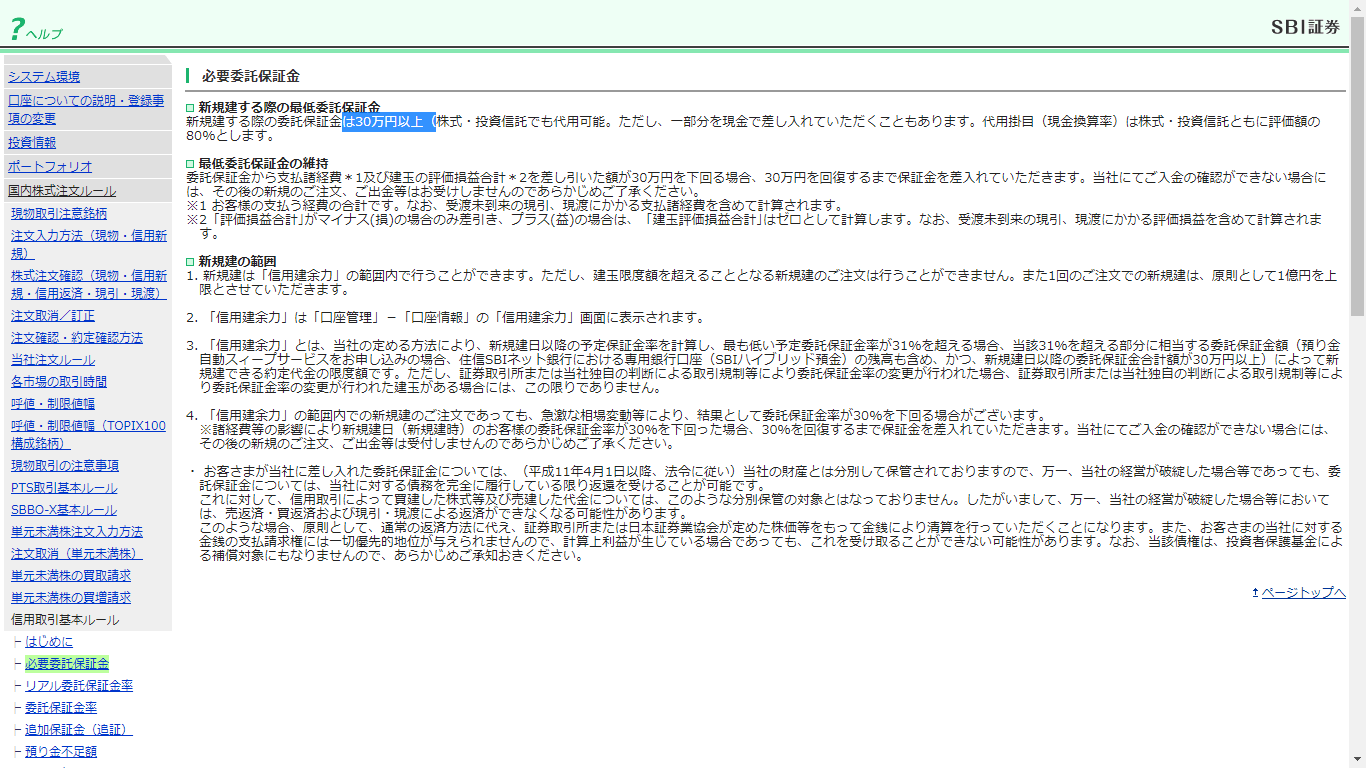 ?ヘルプ
SBI証券
システム環境
口座についての説明・登録事
項の変更
投資情報
ポートフォリオ
国内株式注文ルール
現物取引注意銘柄
注文入力方法（現物・信用新
規）
株式注文確認（現物・信用新
規・信用返済・現引・現渡）
注文取消／訂正
注文確認・約定確認方法
当社注文ルール
各市場の取引時間
呼値・制限値幅
呼値・制限値幅（TOPIX100
構成銘柄）
現物取引の注意事項
PTS取引基本ルール
SBBO-X基本ルール
単元未満株注文入力方法
注文取消（単元未満株）
単元未満株の買取請求
単元未満株の買増請求
信用取引基本ルール
はじめに
必要委託保証金
リアル委託保証金率
委託保証金率
追加保証金（追証）
預り金不足額
必要委託保証金
新規建する際の最低委託保証金
新規建する際の委託保証金は30万円以上（株式・投資信託でも代用可能。ただし、一部分を現金で差し入れていただくこともあります。代用掛目（現金換算率）は株式・投資信託ともに評価額の
80%とします。
最低委託保証金の維持
委託保証金から支払諸経費＊1及び建玉の評価損益合計＊2を差し引いた額が30万円を下回る場合、30万円を回復するまで保証金を差入れていただきます。当社にてご入金の確認ができない場合に
は、その後の新規のご注文、ご出金等はお受けしませんのであらかじめご了承ください。
※1 お客様の支払う経費の合計です。なお、受渡未到来の現引、現渡にかかる支払諸経費を含めて計算されます。
※2「評価損益合計」がマイナス(損)の場合のみ差引き、プラス(益)の場合は、「建玉評価損益合計」はゼロとして計算します。なお、受渡未到来の現引、現渡にかかる評価損益を含めて計算されま
す。
新規建の範囲
1. 新規建は「信用建余力」の範囲内で行うことができます。ただし、建玉限度額を超えることとなる新規建のご注文は行うことができません。また1回のご注文での新規建は、原則として1億円を上
限とさせていただきます。
2. 「信用建余力」は「口座管理」－「口座情報」の「信用建余力」画面に表示されます。
3. 「信用建余力」とは、当社の定める方法により、新規建日以降の予定保証金率を計算し、最も低い予定委託保証金率が31%を超える場合、当該31%を超える部分に相当する委託保証金額（預り金
自動スィープサービスをお申し込みの場合、住信SBIネット銀行における専用銀行口座（SBIハイブリッド預金）の残高も含め、かつ、新規建日以降の委託保証金合計額が30万円以上）によって新
規建できる約定代金の限度額です。ただし、証券取引所または当社独自の判断による取引規制等により委託保証金率の変更が行われた場合、証券取引所または当社独自の判断による取引規制等によ
り委託保証金率の変更が行われた建玉がある場合には、この限りでありません。
4. 「信用建余力」の範囲内での新規建のご注文であっても、急激な相場変動等により、結果として委託保証金率が30%を下回る場合がございます。
※諸経費等の影響により新規建日（新規建時）のお客様の委託保証金率が30%を下回った場合、30%を回復するまで保証金を差入れていただきます。当社にてご入金の確認ができない場合には、
その後の新規のご注文、ご出金等は受付しませんのであらかじめご了承ください。
・ お客さまが当社に差し入れた委託保証金については、（平成11年4月1日以降、法令に従い）当社の財産とは分別して保管されておりますので、万一、当社の経営が破綻した場合等であっても、委
託保証金については、当社に対する債務を完全に履行している限り返還を受けることが可能です。
これに対して、信用取引によって買建した株式等及び売建した代金については、このような分別保管の対象とはなっておりません。したがいまして、万一、当社の経営が破綻した場合等において
は、売返済・買返済および現引・現渡による返済ができなくなる可能性があります。
このような場合、原則として、通常の返済方法に代え、証券取引所または日本証券業協会が定めた株価等をもって金銭により清算を行っていただくことになります。また、お客さまの当社に対する
金銭の支払請求権には一切優先的地位が与えられませんので、計算上利益が生じている場合であっても、これを受け取ることができない可能性があります。なお、当該債権は、投資者保護基金によ
る補償対象にもなりませんので、あらかじめご承知おきください。
ページトップへ